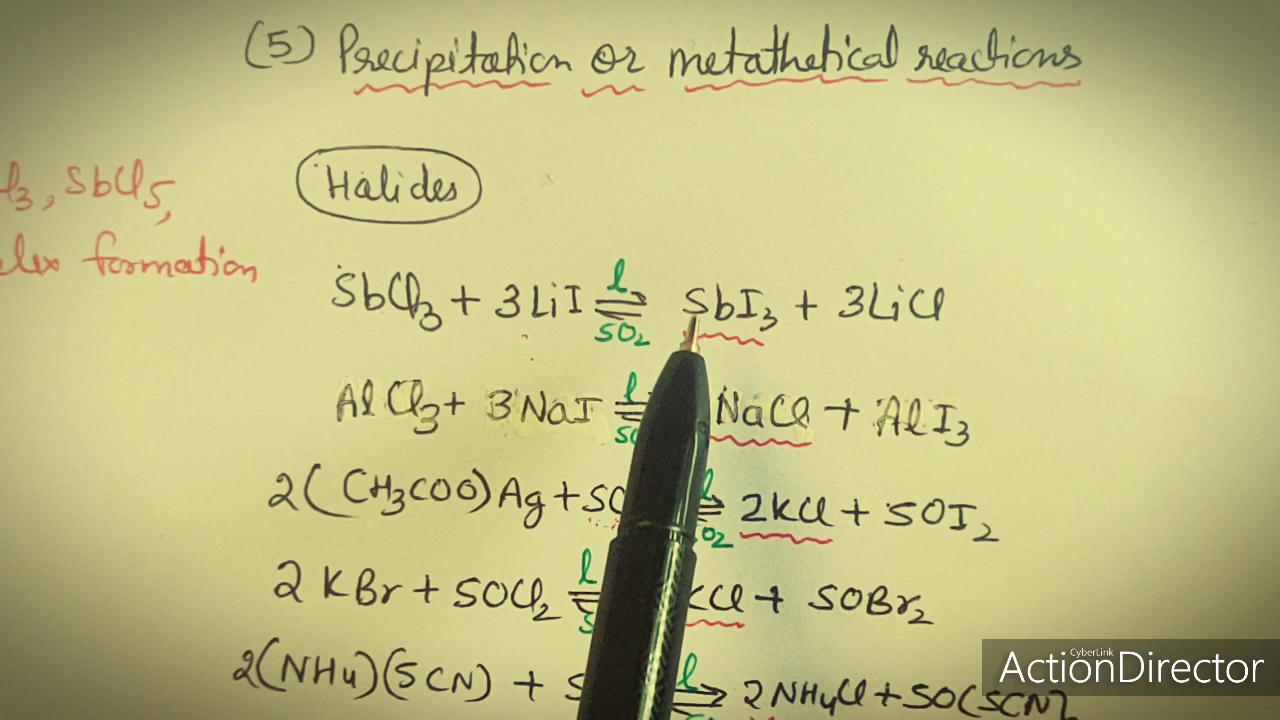 (5) Precipitation or metathetical reactions
Halides
l3, SbCl5,
lex formation
SbCl3 + 3LiI ⇌ l SO2 SbI3 + 3LiCl
AlCl3 + 3NaI ⇌ l NaCl + AlI3
2(CH3COO)Ag + SO l O2 2KCl + SOI2
2KBr + SOCl2 ⇌ l S KCl + SOBr2
2(NH4)(SCN) + S ⇌ l 2NH4Cl + SO(SCN)2
CyberLink
ActionDirector